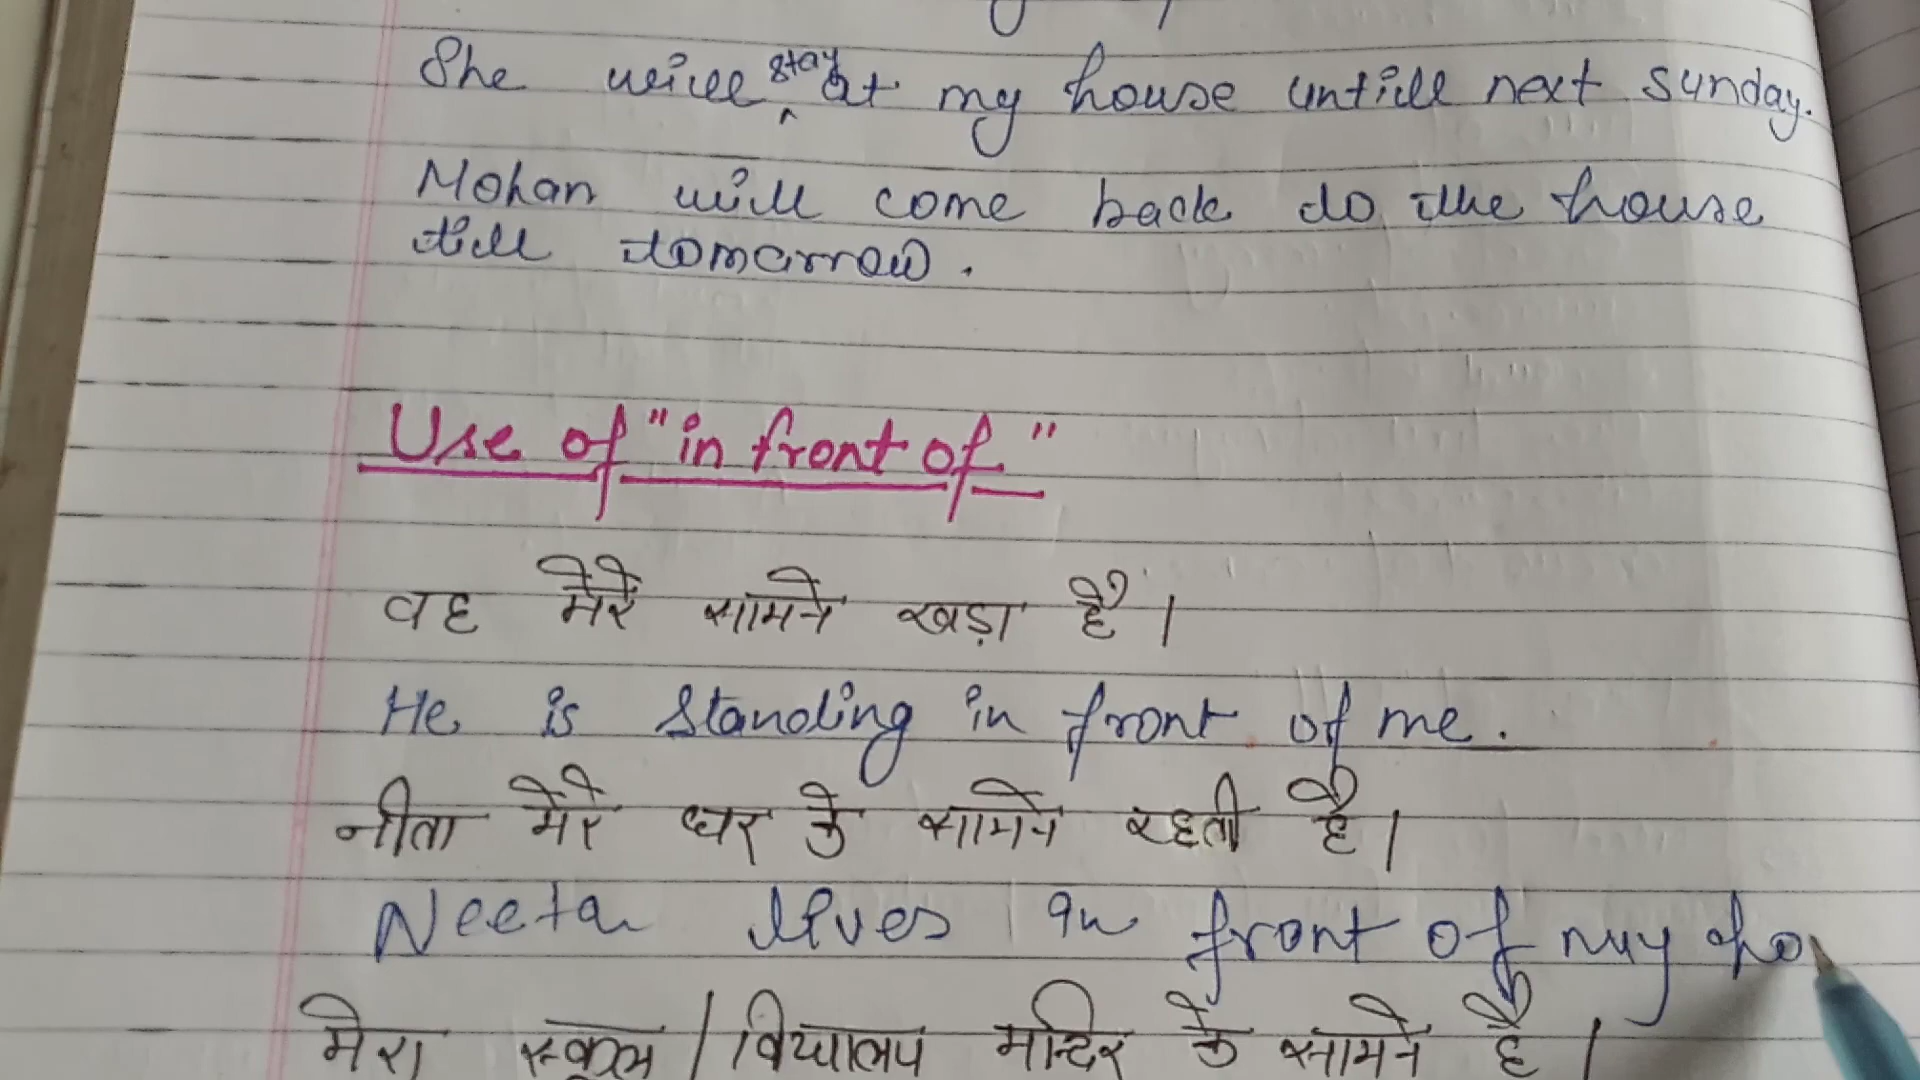 She will stay at my house untill next sunday.
Mohan will come back to the house
till tomarrow.
Use of "in front of"
वह मेरे सामने खड़ा है।
He is standing in front of me.
नीता मेरे घर के सामने रहती है।
Neeta lives in front of my ho
मेरा स्कूल / विद्यालय मन्दिर के सामने है।